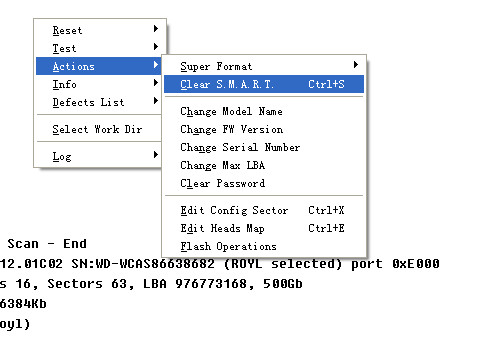 Reset
Test
Actions
Info
Defects List
Select Work Dir
Log
Super Format
Clear S.M.A.R.T. Ctrl+S
Change Model Name
Change FW Version
Change Serial Number
Change Max LBA
Clear Password
Edit Config Sector Ctrl+X
Edit Heads Map Ctrl+E
Flash Operations
Scan - End
12.01C02 SN:WD-WCAS86638682 (ROYL selected) port 0xE000
s 16, Sectors 63, LBA 976773168, 500Gb
6384Kb
oyl)